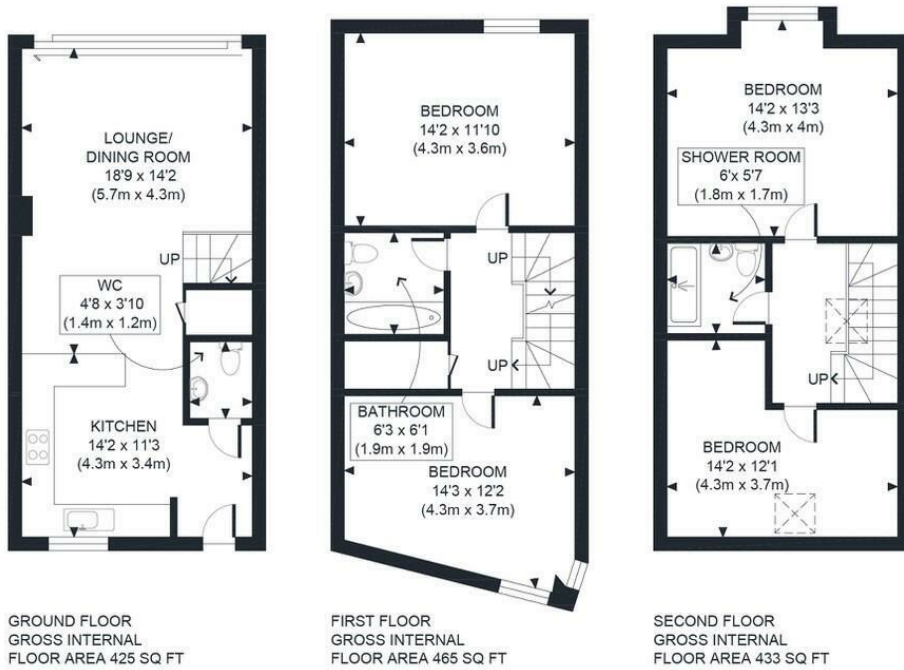 LOUNGE/
DINING ROOM
18'9 x 14'2
(5.7m x 4.3m)
UP
WC
4'8 x 3'10
(1.4m x 1.2m)
KITCHEN
14'2 x 11'3
(4.3m x 3.4m)
GROUND FLOOR
GROSS INTERNAL
FLOOR AREA 425 SQ FT
BEDROOM
14'2 x 11'10
(4.3m x 3.6m)
UP
UP
BATHROOM
6'3 x 6'1
(1.9m x 1.9m)
BEDROOM
14'3 x 12'2
(4.3m x 3.7m)
FIRST FLOOR
GROSS INTERNAL
FLOOR AREA 465 SQ FT
BEDROOM
14'2 x 13'3
(4.3m x 4m)
SHOWER ROOM
6'x 5'7
(1.8m x 1.7m)
UP
BEDROOM
14'2 x 12'1
(4.3m x 3.7m)
SECOND FLOOR
GROSS INTERNAL
FLOOR AREA 433 SQ FT